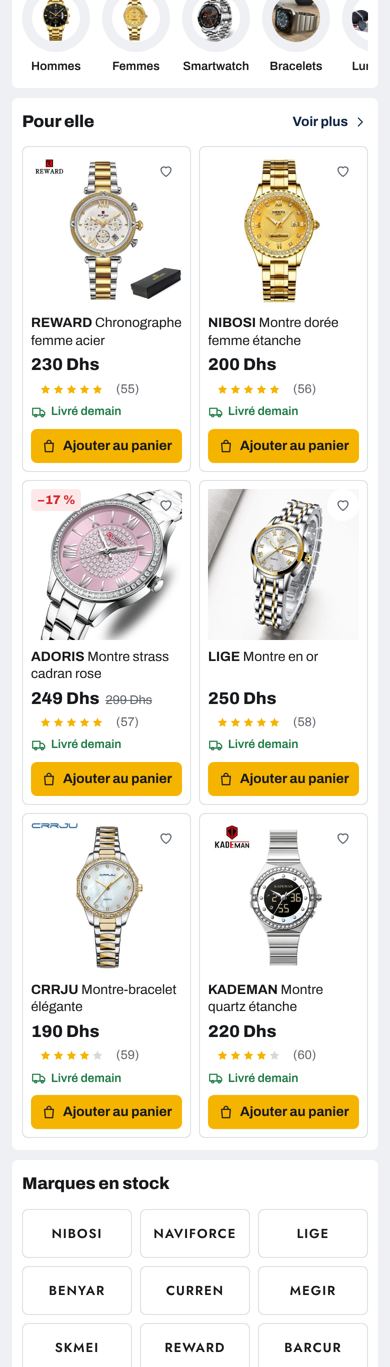 Hommes
Femmes
Smartwatch
Bracelets
Lu
Pour elle
Voir plus
REWARD
REWARD Chronographe
femme acier
230 Dhs
(55)
Livré demain
Ajouter au panier
NIBOSI Montre dorée
femme étanche
200 Dhs
(56)
Livré demain
Ajouter au panier
−17 %
ADORIS Montre strass
cadran rose
249 Dhs 299 Dhs
(57)
Livré demain
Ajouter au panier
LIGE Montre en or
250 Dhs
(58)
Livré demain
Ajouter au panier
CRRJU
CRRJU Montre-bracelet
élégante
190 Dhs
(59)
Livré demain
Ajouter au panier
KADEMAN
KADEMAN Montre
quartz étanche
220 Dhs
(60)
Livré demain
Ajouter au panier
Marques en stock
NIBOSI
NAVIFORCE
LIGE
BENYAR
CURREN
MEGIR
SKMEI
REWARD
BARCUR